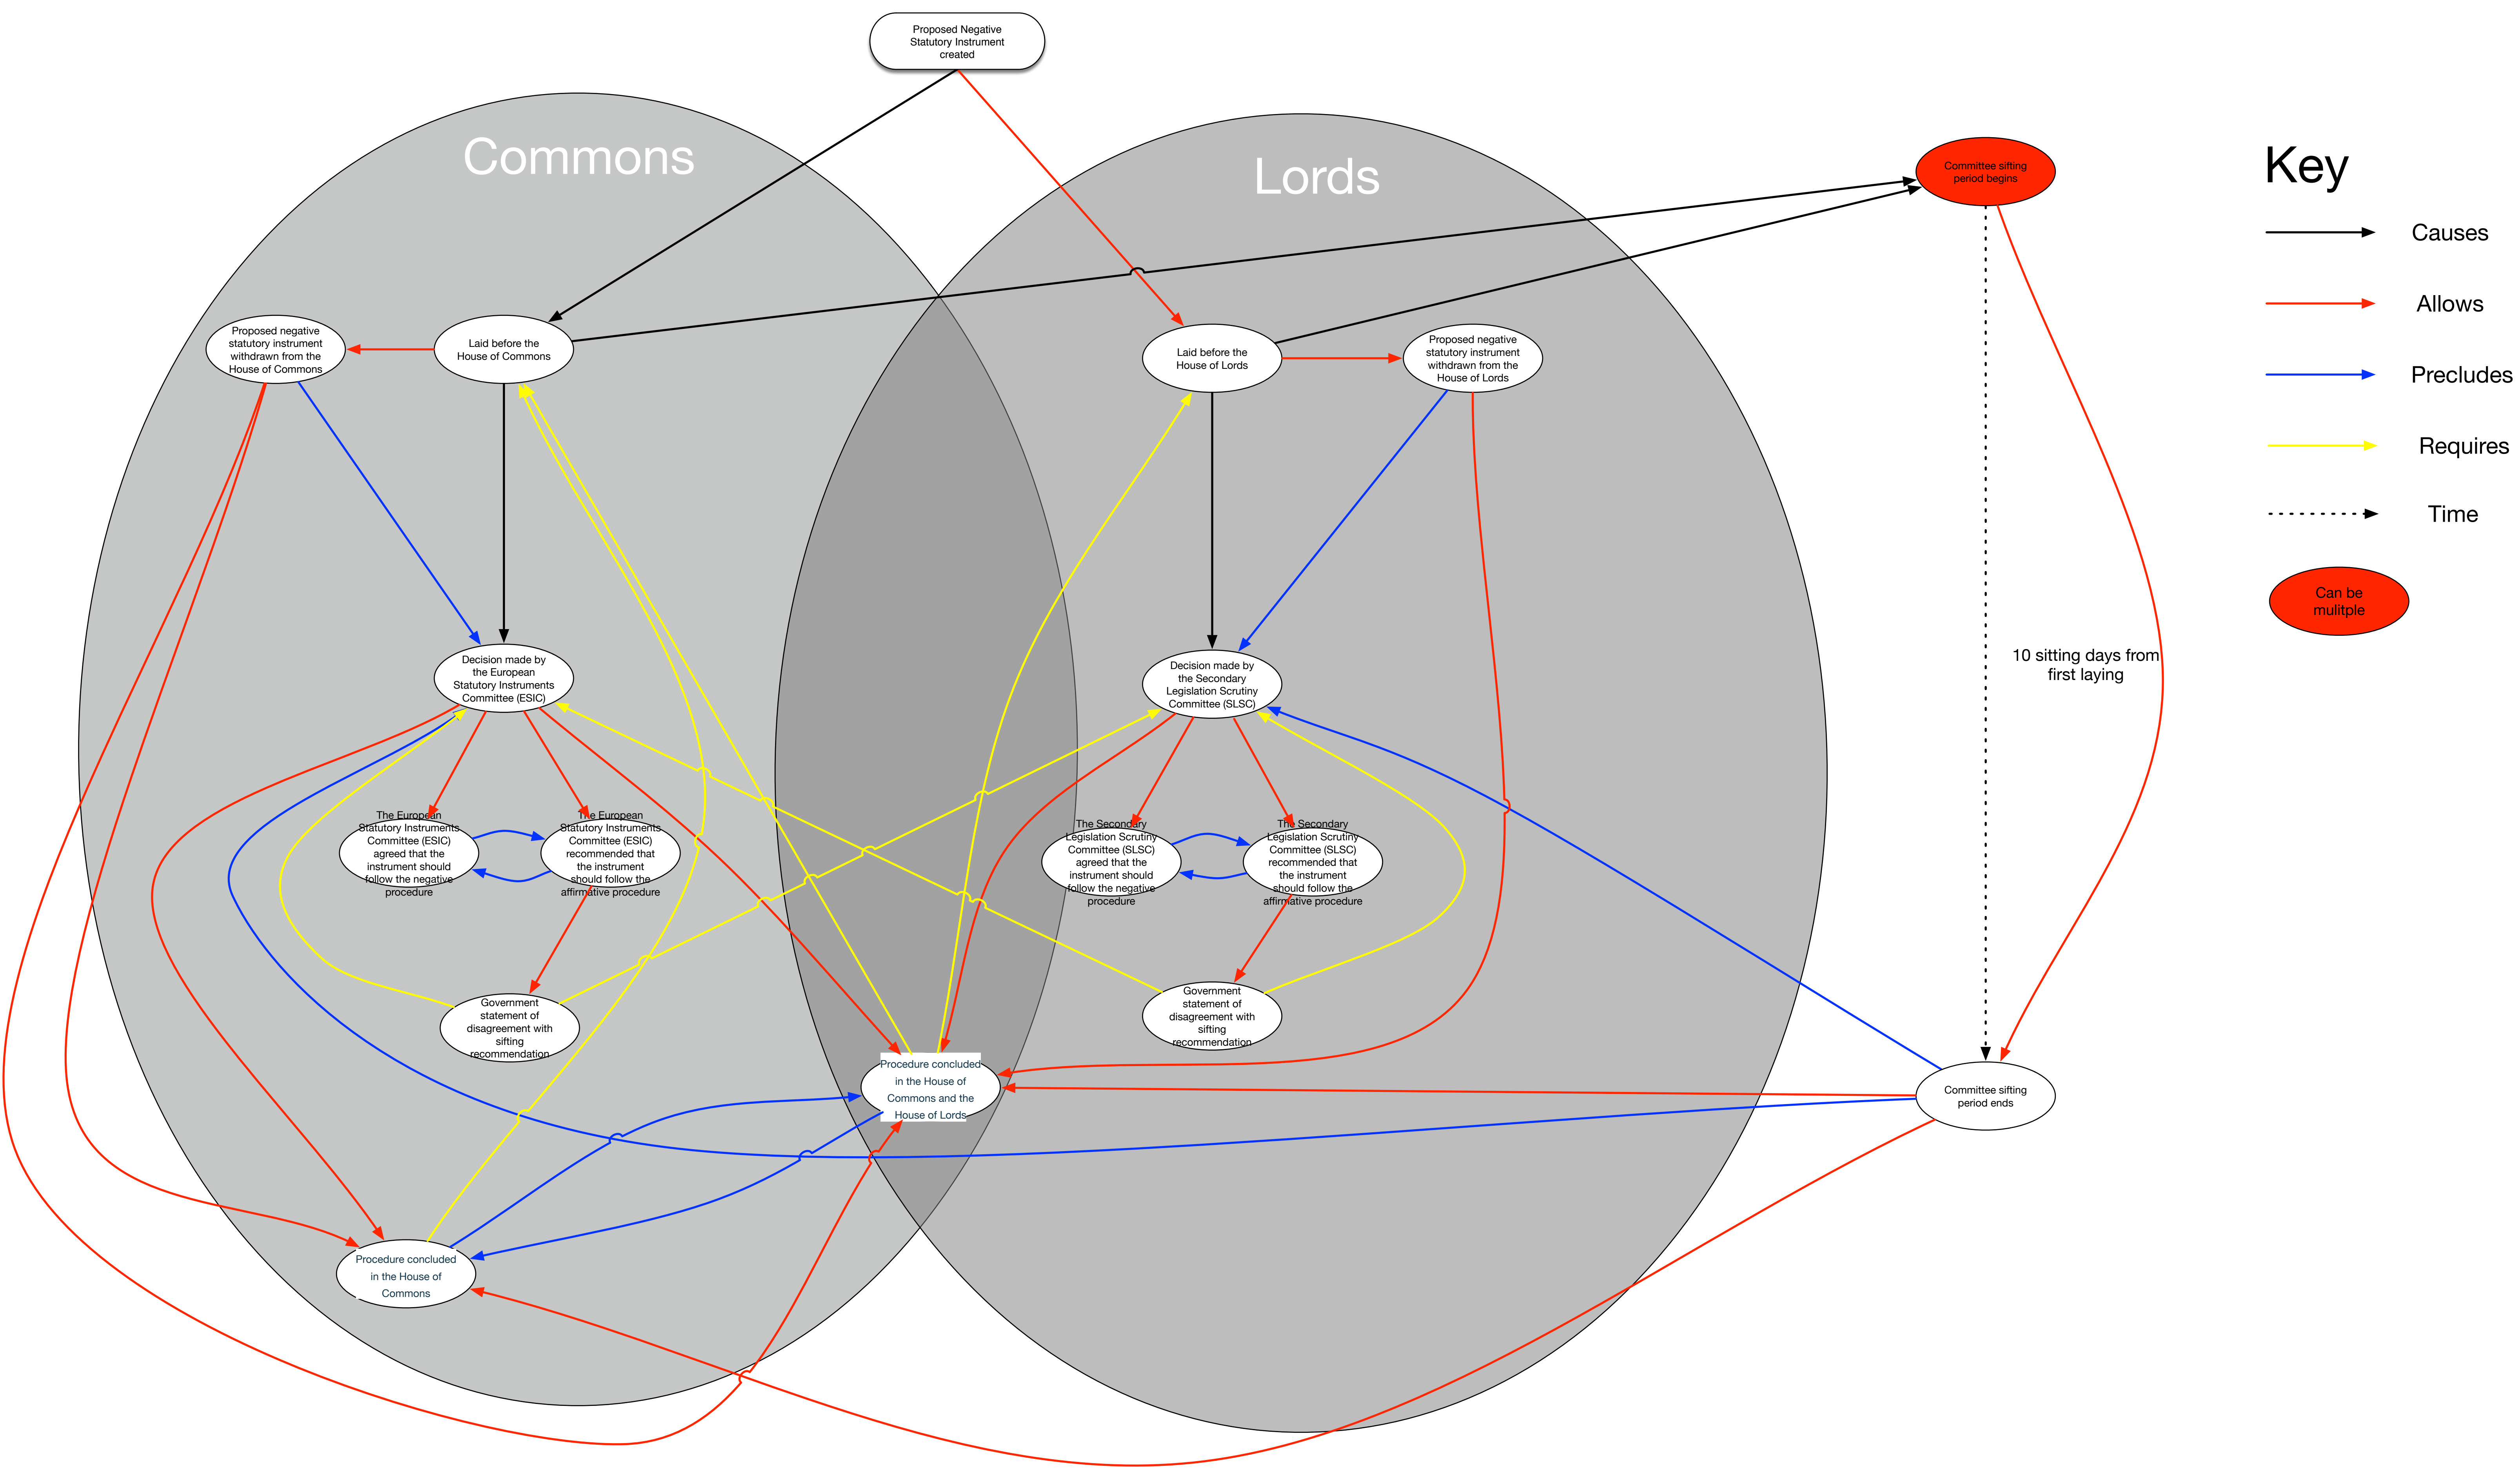 Proposed Negative
Statutory Instrument
created
Commons
Lords
Committee sifting
period begins
Key
Causes
Allows
Precludes
Requires
Time
Can be
mulitple
Proposed negative
statutory instrument
withdrawn from the
House of Commons
Laid before the
House of Commons
Laid before the
House of Lords
Proposed negative
statutory instrument
withdrawn from the
House of Lords
10 sitting days from
first laying
Decision made by
the European
Statutory Instruments
Committee (ESIC)
Decision made by
the Secondary
Legislation Scrutiny
Committee (SLSC)
The European
Statutory Instruments
Committee (ESIC)
agreed that the
instrument should
follow the negative
procedure
The European
Statutory Instruments
Committee (ESIC)
recommended that
the instrument
should follow the
affirmative procedure
The Secondary
Legislation Scrutiny
Committee (SLSC)
agreed that the
instrument should
follow the negative
procedure
The Secondary
Legislation Scrutiny
Committee (SLSC)
recommended that
the instrument
should follow the
affirmative procedure
Government
statement of
disagreement with
sifting
recommendation
Government
statement of
disagreement with
sifting
recommendation
Procedure concluded
in the House of
Commons and the
House of Lords
Committee sifting
period ends
Procedure concluded
in the House of
Commons